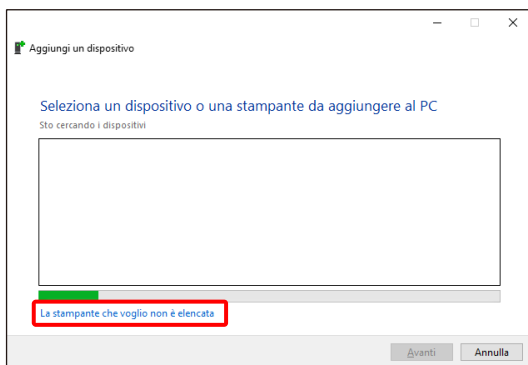 Aggiungi un dispositivo
Seleziona un dispositivo o una stampante da aggiungere al PC
Sto cercando i dispositivi
La stampante che voglio non è elencata
Avanti Annulla